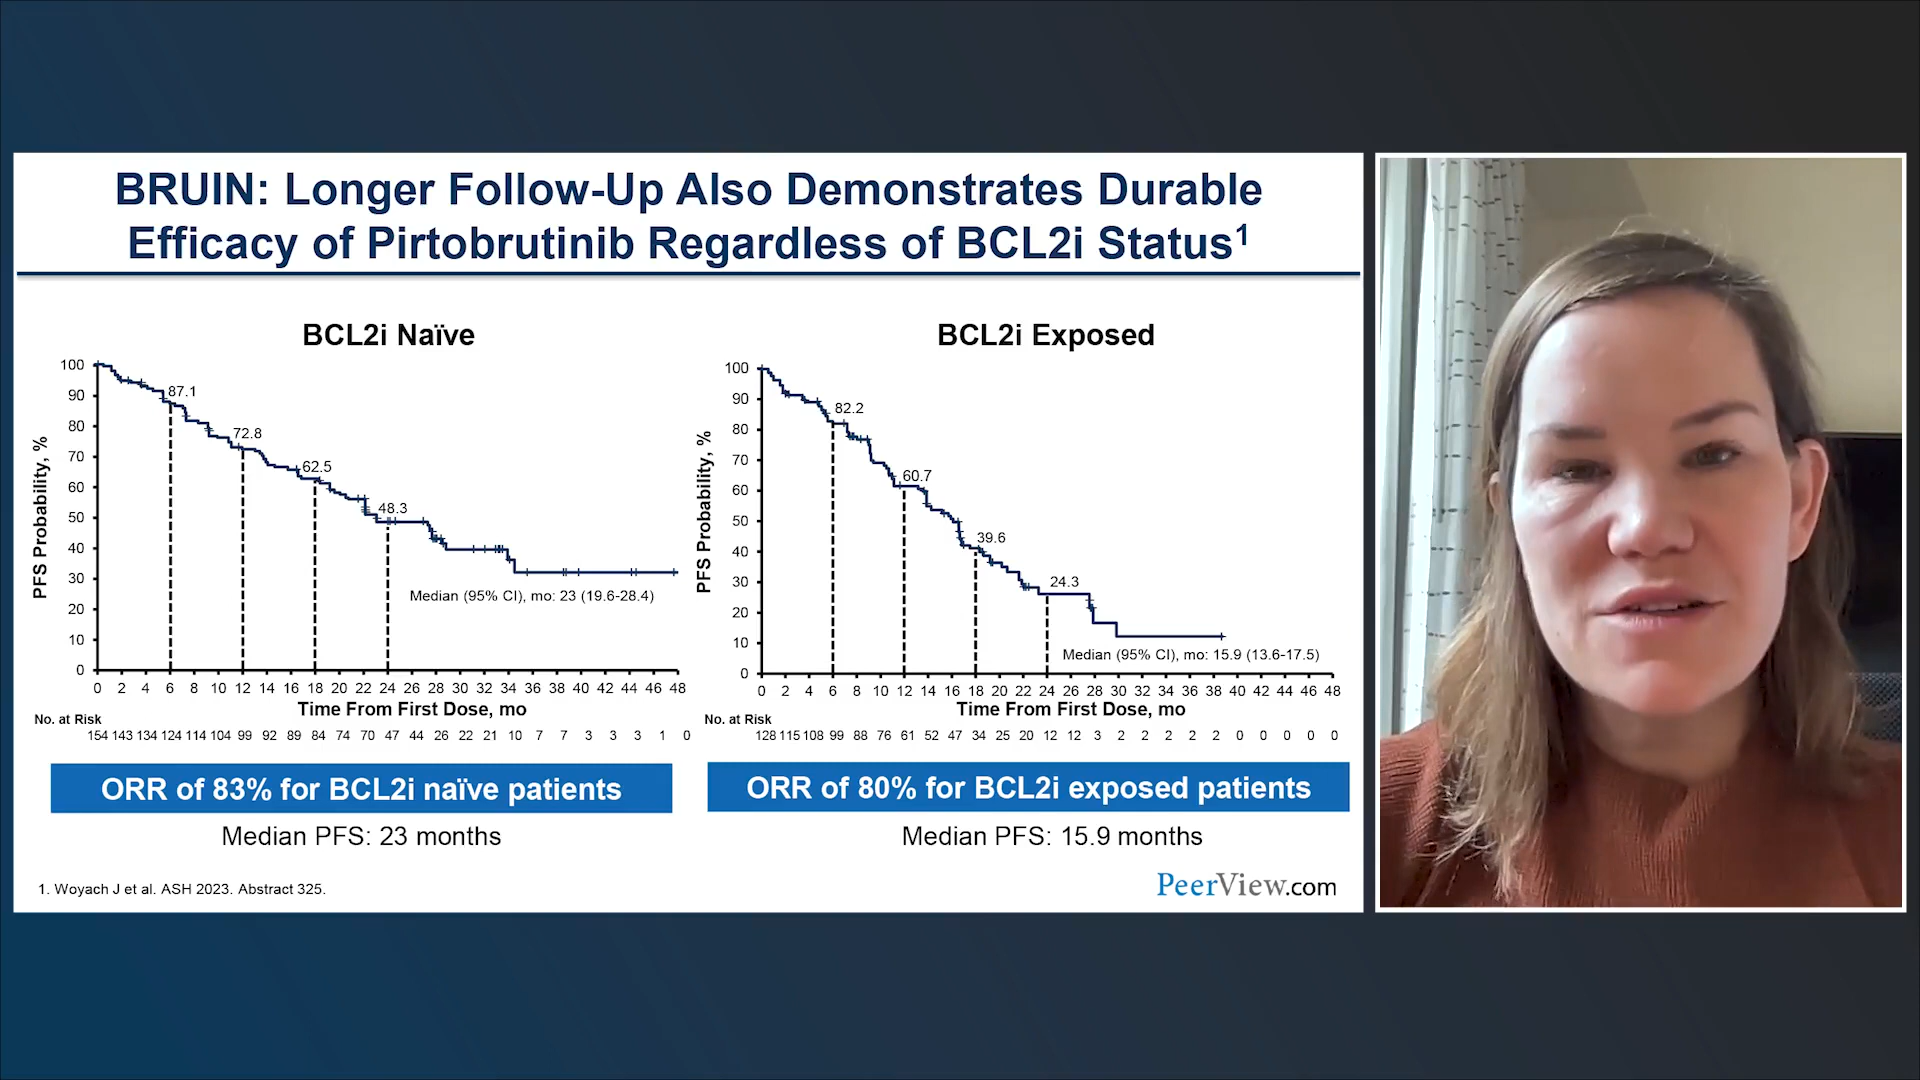 BRUIN: Longer Follow-Up Also Demonstrates Durable
Efficacy of Pirtobrutinib Regardless of BCL2i Status1
BCL2i Naïve
100
90
80
70
60
50
40
30
20
10
0
PFS Probability, %
87.1
72.8
62.5
48.3
Median (95% CI), mo: 23 (19.6-28.4)
0 2 4 6 8 10 12 14 16 18 20 22 24 26 28 30 32 34 36 38 40 42 44 46 48
Time From First Dose, mo
No. at Risk
154 143 134 124 114 104 99 92 89 84 74 70 47 44 26 22 21 10 7 7 3 3 3 1 0
ORR of 83% for BCL2i naïve patients
Median PFS: 23 months
BCL2i Exposed
100
90
80
70
60
50
40
30
20
10
0
PFS Probability, %
82.2
60.7
39.6
24.3
Median (95% CI), mo: 15.9 (13.6-17.5)
0 2 4 6 8 10 12 14 16 18 20 22 24 26 28 30 32 34 36 38 40 42 44 46 48
Time From First Dose, mo
No. at Risk
128 115 108 99 88 76 61 52 47 34 25 20 12 12 3 2 2 2 2 2 0 0 0 0 0
ORR of 80% for BCL2i exposed patients
Median PFS: 15.9 months
1. Woyach J et al. ASH 2023. Abstract 325.
PeerView.com